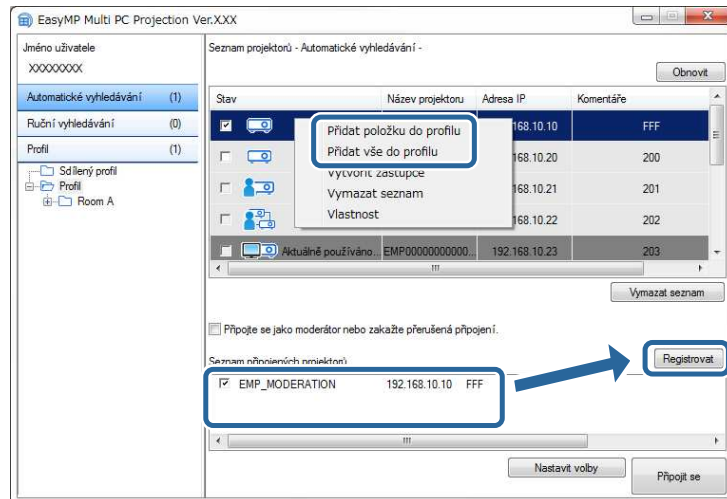 EasyMP Multi PC Projection Ver.X.XX
Jméno uživatele
XXXXXXXX
Automatické vyhledávání (1)
Ruční vyhledávání (0)
Profil (1)
Sdílený profil
Profil
Room A
Seznam projektorů - Automatické vyhledávání -
Obnovit
Stav Název projektoru Adresa IP Komentáře
168.10.10 FFF
168.10.20 200
168.10.21 201
168.10.22 202
Aktuálně používáno... EMP00000000000... 192.168.10.23 203
Přidat položku do profilu
Přidat vše do profilu
Vytvořit zástupce
Vymazat seznam
Vlastnost
Vymazat seznam
Připojte se jako moderátor nebo zakažte přerušená připojení.
Seznam připojených projektorů
Registrovat
EMP_MODERATION 192.168.10.10 FFF
Nastavit volby
Připojit se